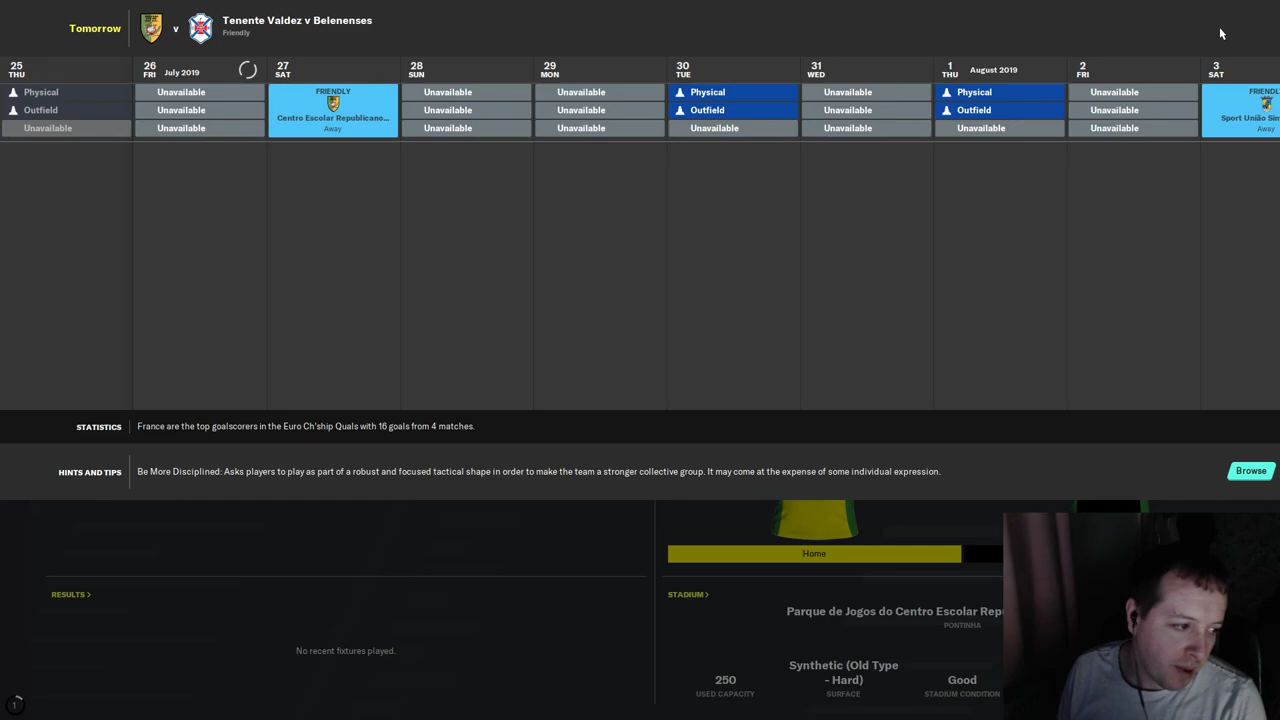 Tomorrow
v
Tenente Valdez v Belenenses
Friendly
25 THU
26 FRI July 2019
27 SAT
28 SUN
29 MON
30 TUE
31 WED
1 THU August 2019
2 FRI
3 SAT
Physical
Outfield
Unavailable
Unavailable
Unavailable
Unavailable
FRIENDLY
Centro Escolar Republicano...
Away
Unavailable
Unavailable
Unavailable
Unavailable
Unavailable
Unavailable
Physical
Outfield
Unavailable
Unavailable
Unavailable
Unavailable
Physical
Outfield
Unavailable
Unavailable
Unavailable
Unavailable
FRIENDL
Sport União Sin
Away
STATISTICS
France are the top goalscorers in the Euro Ch'ship Quals with 16 goals from 4 matches.
HINTS AND TIPS
Be More Disciplined: Asks players to play as part of a robust and focused tactical shape in order to make the team a stronger collective group. It may come at the expense of some individual expression.
Browse
Home
RESULTS >
No recent fixtures played.
STADIUM >
Parque de Jogos do Centro Escolar Rep
PONTINHA
250
USED CAPACITY
Synthetic (Old Type
- Hard)
SURFACE
Good
STADIUM CONDITION
1